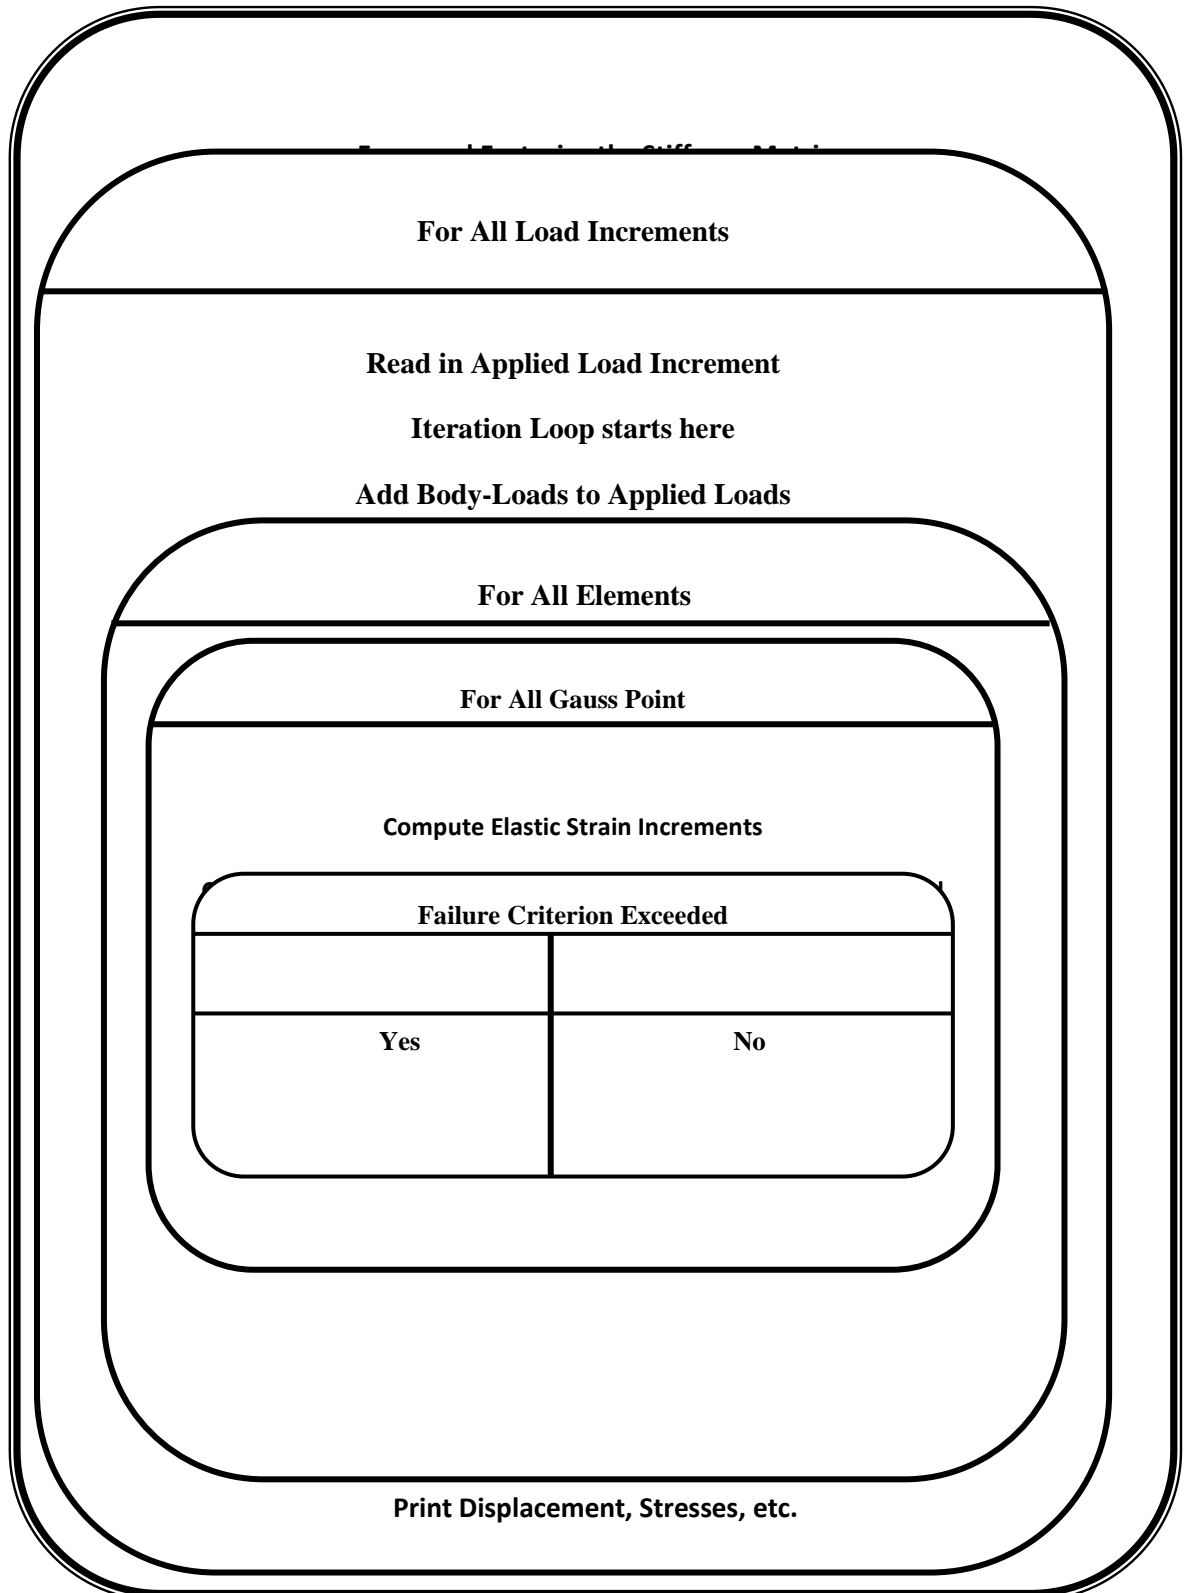 For All Load Increments
Read in Applied Load Increment
Iteration Loop starts here
Add Body-Loads to Applied Loads
For All Elements
For All Gauss Point
Compute Elastic Strain Increments
Failure Criterion Exceeded
Yes No
Print Displacement, Stresses, etc.